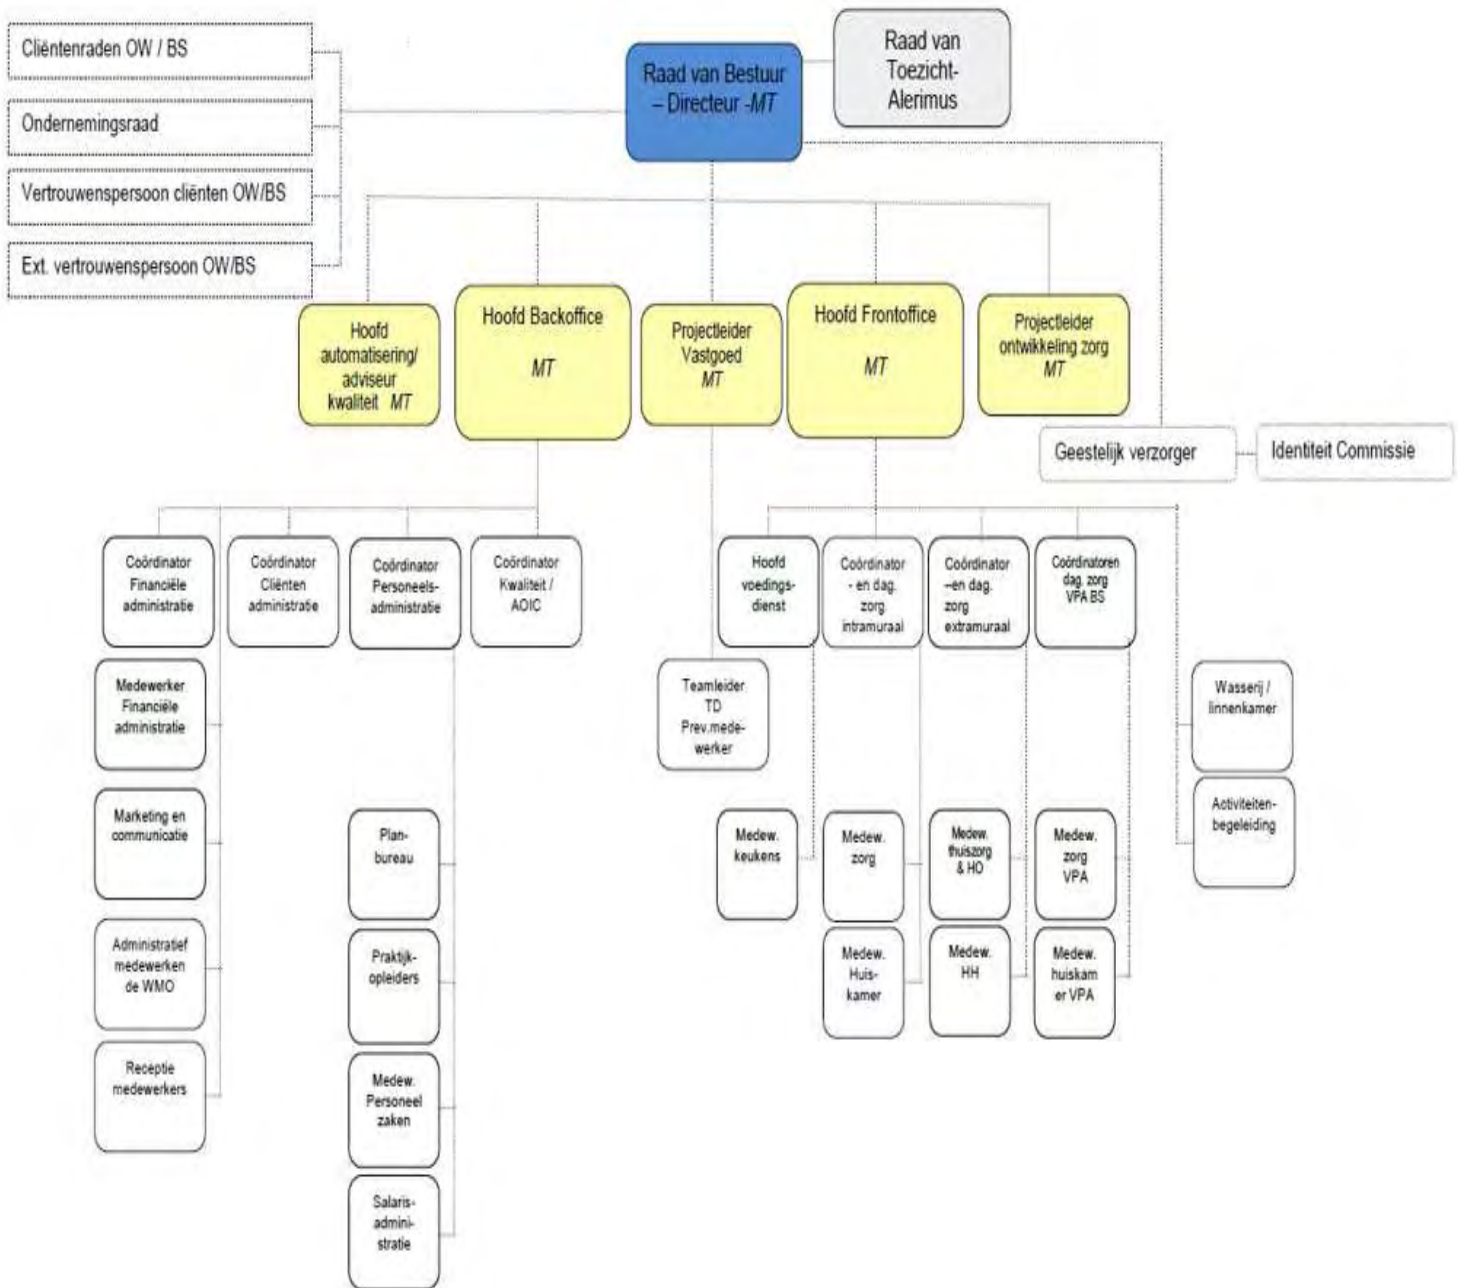 Cliëntenraden OW / BS
Ondernemingsraad
Vertrouwenspersoon cliënten OW/BS
Ext. vertrouwenspersoon OW/BS
Raad van Bestuur
– Directeur -MT
Raad van
Toezicht-
Alerimus
Hoofd
automatisering/
adviseur
kwaliteit MT
Hoofd Backoffice
MT
Projectleider
Vastgoed
MT
Hoofd Frontoffice
MT
Projectleider
ontwikkeling zorg
MT
Geestelijk verzorger
Identiteit Commissie
Coördinator
Financiële
administratie
Coördinator
Cliënten
administratie
Coördinator
Personeels-
administratie
Coördinator
Kwaliteit /
AOIC
Hoofd
voedings-
dienst
Coördinator
- en dag.
zorg
intramuraal
Coördinator
–en dag.
zorg
extramuraal
Coördinatoren
dag. zorg
VPA BS
Medewerker
Financiële
administratie
Marketing en
communicatie
Administratief
medewerken
de WMO
Receptie
medewerkers
Plan-
bureau
Praktijk-
opleiders
Medew.
Personeel
zaken
Salaris-
admini-
stratie
Teamleider
TD
Prev.mede-
werker
Medew.
keukens
Medew.
zorg
Medew.
Huis-
kamer
Medew.
thuiszorg
& HO
Medew.
HH
Medew.
zorg
VPA
Medew.
huiskam
er VPA
Wasserij /
linnenkamer
Activiteiten-
begeleiding